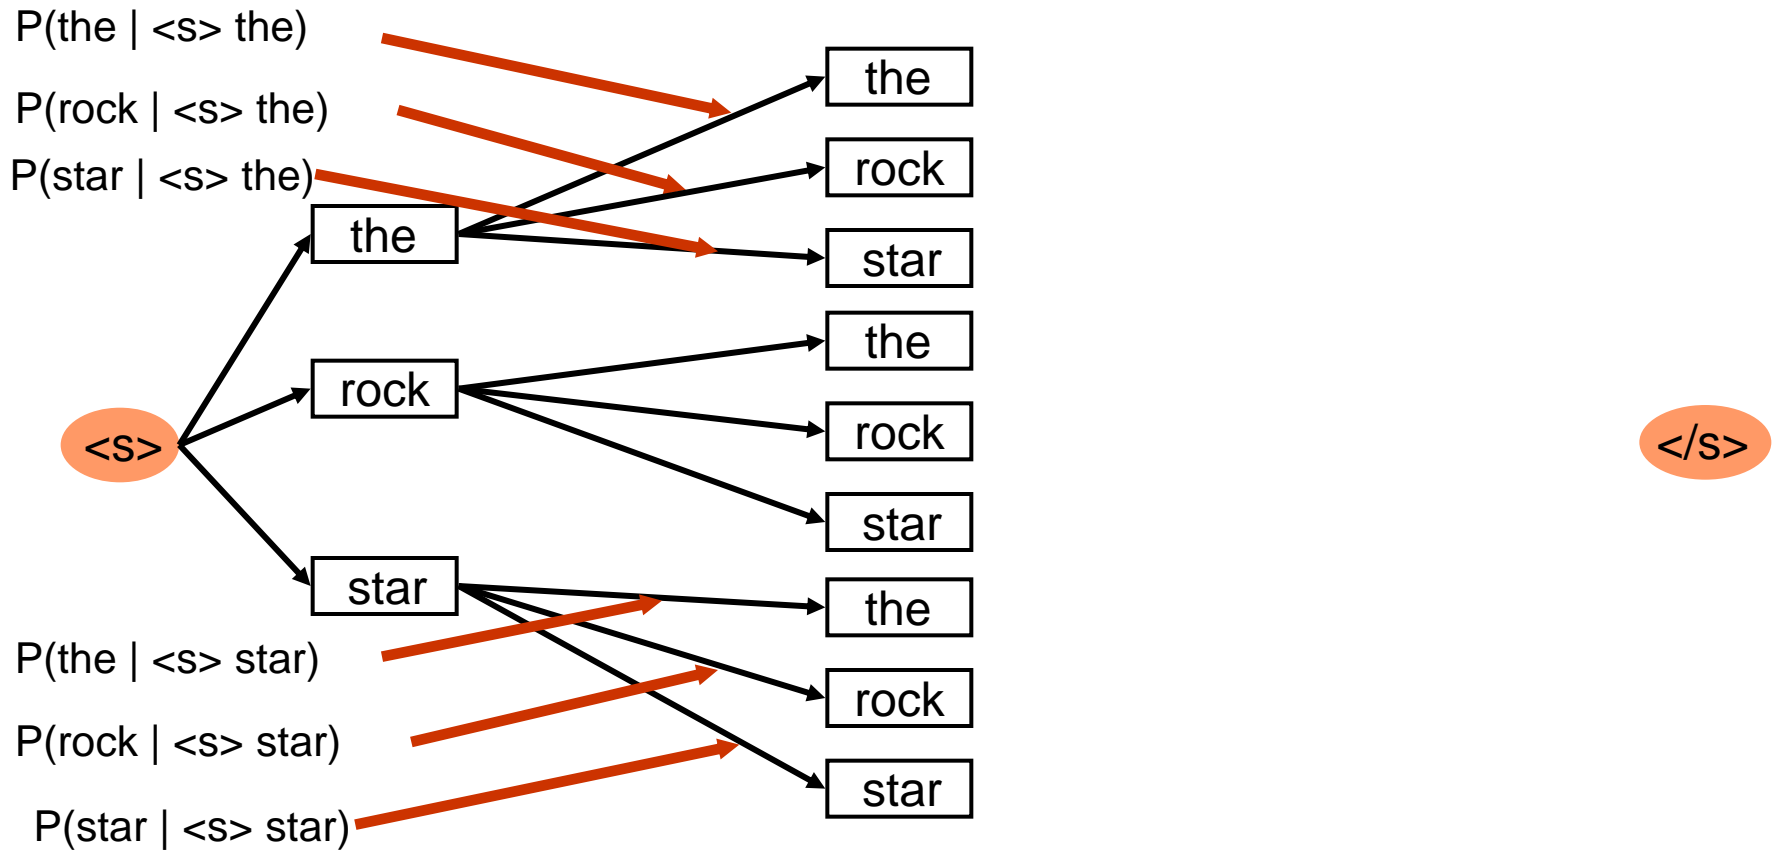 P(the | <s> the)
P(rock | <s> the)
P(star | <s> the)
<s>
the
rock
star
the
rock
star
the
rock
star
the
rock
star
P(the | <s> star)
P(rock | <s> star)
P(star | <s> star)
</s>